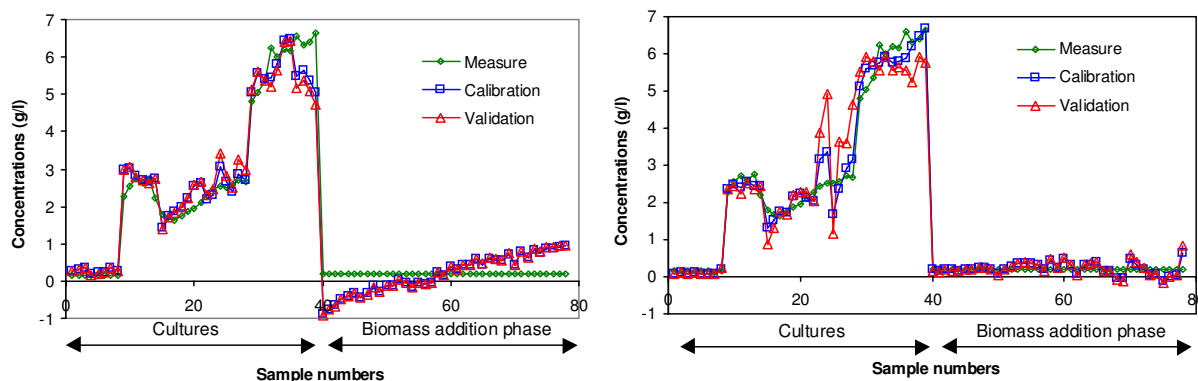 7
6
5
4
3
2
1
0
-1
Concentrations (g/l)
Measure
Calibration
Validation
0
20
40
60
80
Cultures
Biomass addition phase
Sample numbers
7
6
5
4
3
2
1
0
-1
Concentrations (g/l)
Measure
Calibration
Validation
0
20
40
60
80
Cultures
Biomass addition phase
Sample numbers